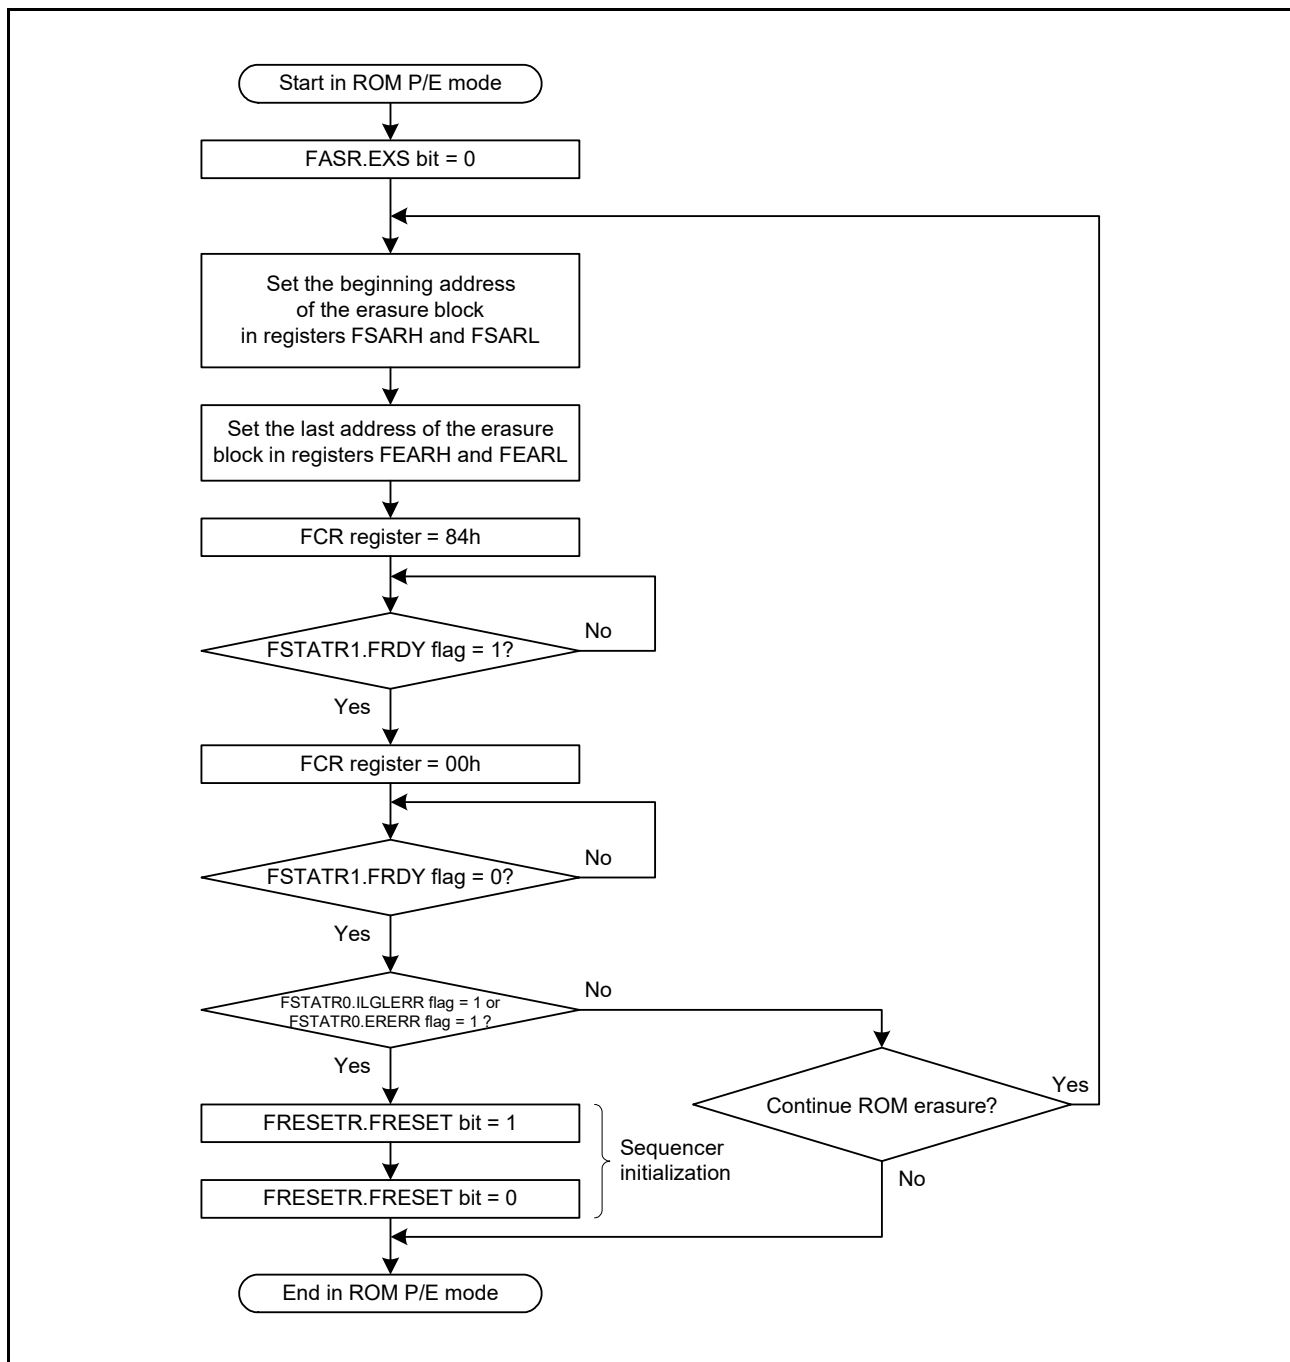 Start in ROM P/E mode
FASR.EXS bit = 0
Set the beginning address
of the erasure block
in registers FSARH and FSARL
Set the last address of the erasure
block in registers FEARH and FEARL
FCR register = 84h
FSTATR1.FRDY flag = 1?
No
Yes
FCR register = 00h
FSTATR1.FRDY flag = 0?
No
Yes
FSTATR0.ILGLERR flag = 1 or
FSTATR0.ERERR flag = 1 ?
No
Yes
Continue ROM erasure?
Yes
No
FRESETR.FRESET bit = 1
FRESETR.FRESET bit = 0
Sequencer
initialization
End in ROM P/E mode